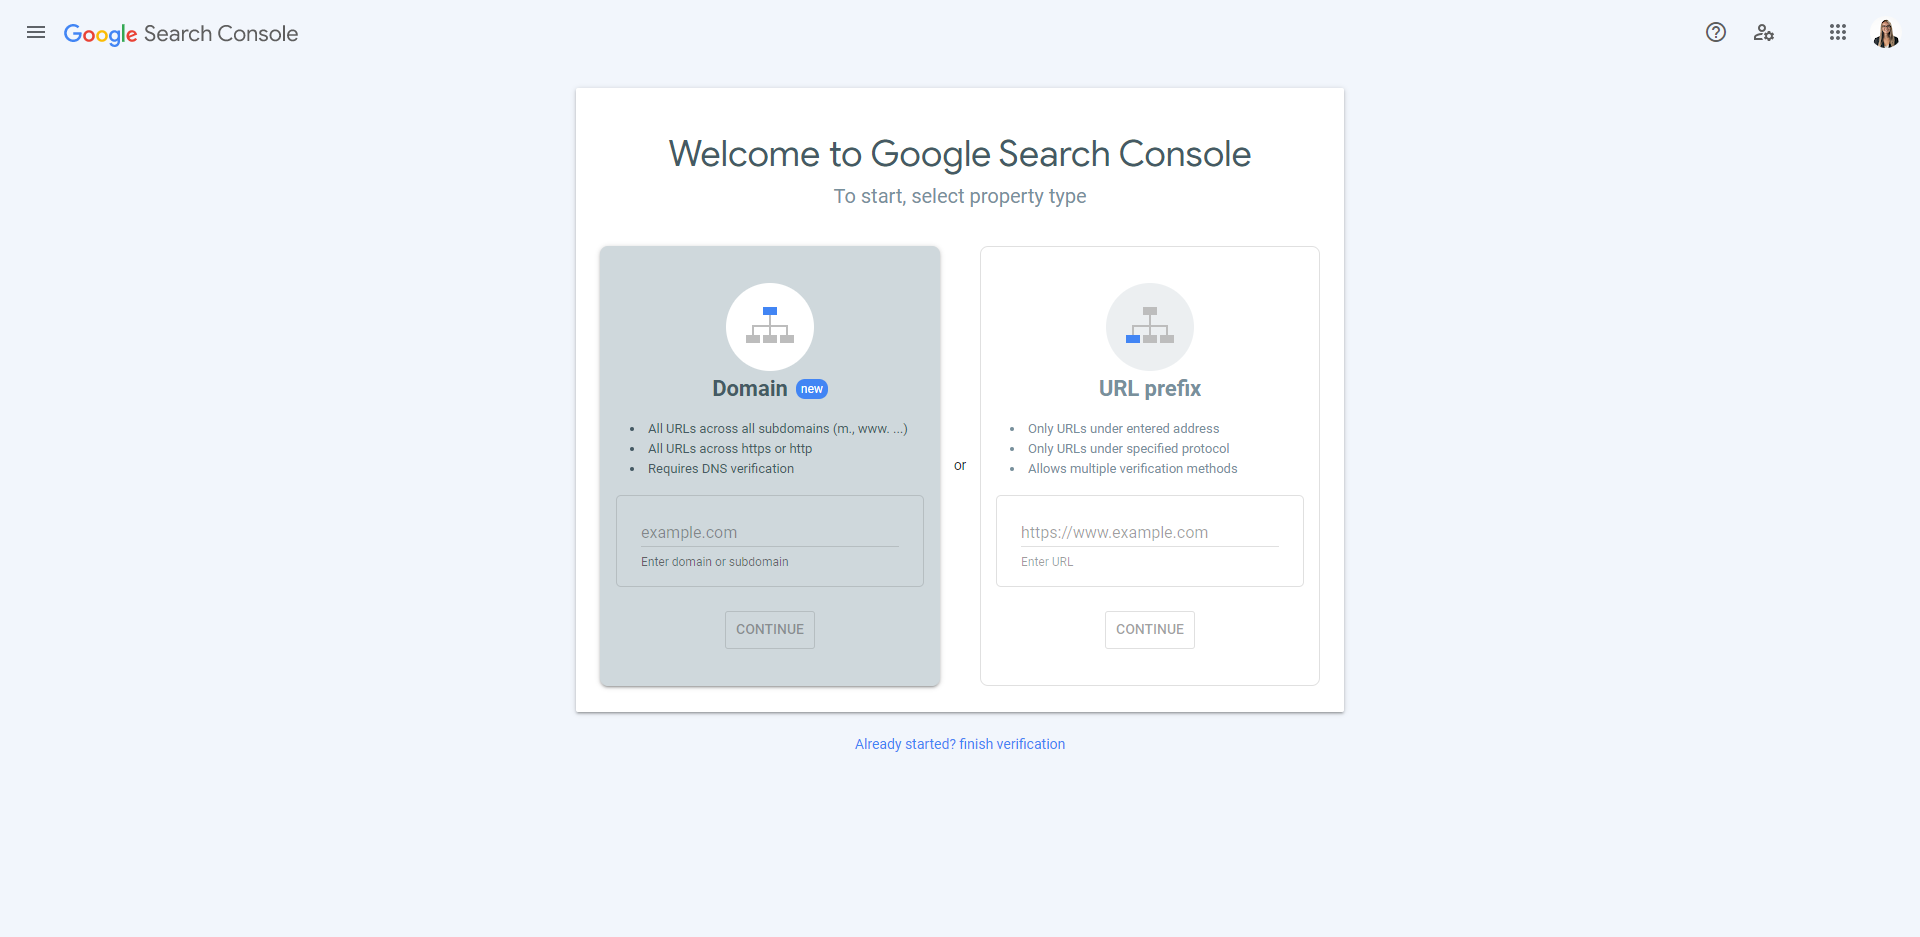 Google Search Console
Welcome to Google Search Console
To start, select property type
Domain new
All URLs across all subdomains (m., www. ...)
All URLs across https or http
Requires DNS verification
example.com
Enter domain or subdomain
CONTINUE
or
URL prefix
Only URLs under entered address
Only URLs under specified protocol
Allows multiple verification methods
https://www.example.com
Enter URL
CONTINUE
Already started? finish verification